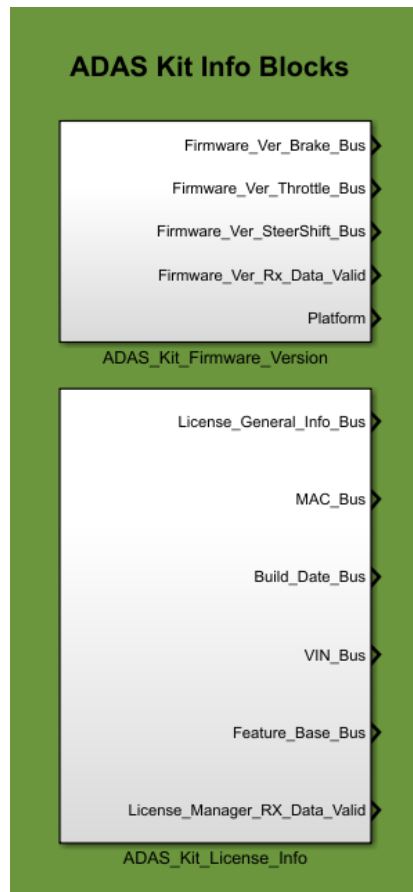 ADAS Kit Info Blocks
Firmware_Ver_Brake_Bus
Firmware_Ver_Throttle_Bus
Firmware_Ver_SteerShift_Bus
Firmware_Ver_Rx_Data_Valid
Platform
ADAS_Kit_Firmware_Version
License_General_Info_Bus
MAC_Bus
Build_Date_Bus
VIN_Bus
Feature_Base_Bus
License_Manager_RX_Data_Valid
ADAS_Kit_License_Info